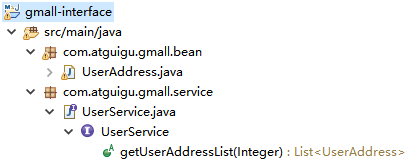 gmall-interface
src/main/java
com.atguigu.gmall.bean
UserAddress.java
com.atguigu.gmall.service
UserService.java
UserService
getUserAddressList(Integer) : List<UserAddress>